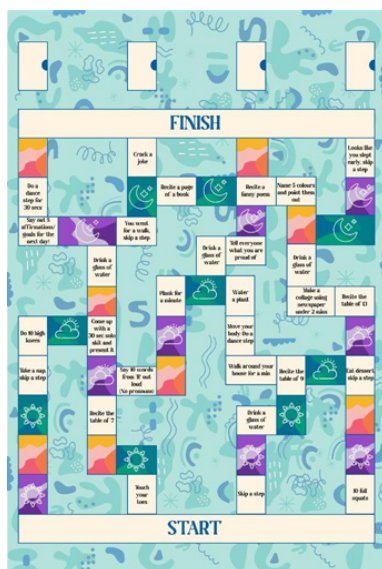 FINISH
Crack a
joke
Looks like
you slept
early, skip
a step
Do a
dance
step for
30 secs
Recite a page
of a book
Recite a
funny poem
Name 5 colours
and point them
out
Say out 3
affirmations/
goals for the
next day!
You went
for a walk,
skip a step
Drink a
glass of
water
Tell everyone
what you are
proud of
Drink a
glass of
water
Drink a
glass of
water
Plank for
a minute
Water
a plant
Make a
collage using
newspaper
under 2 mins
Recite the
table of 13
Do 10 high
knees
Come up
with a
30 sec solo
skit and
present it
Move your
body: Do a
dance step
Take a nap,
skip a step
Say 10 words
from
out
loud
(No pronouns)
Walk around your
house for a min
Recite the
table of 9
Eat dessert,
skip a step
Recite the
table of 7
Drink a
glass of
water
Touch
your
toes
Skip a step
10 full
squats
START